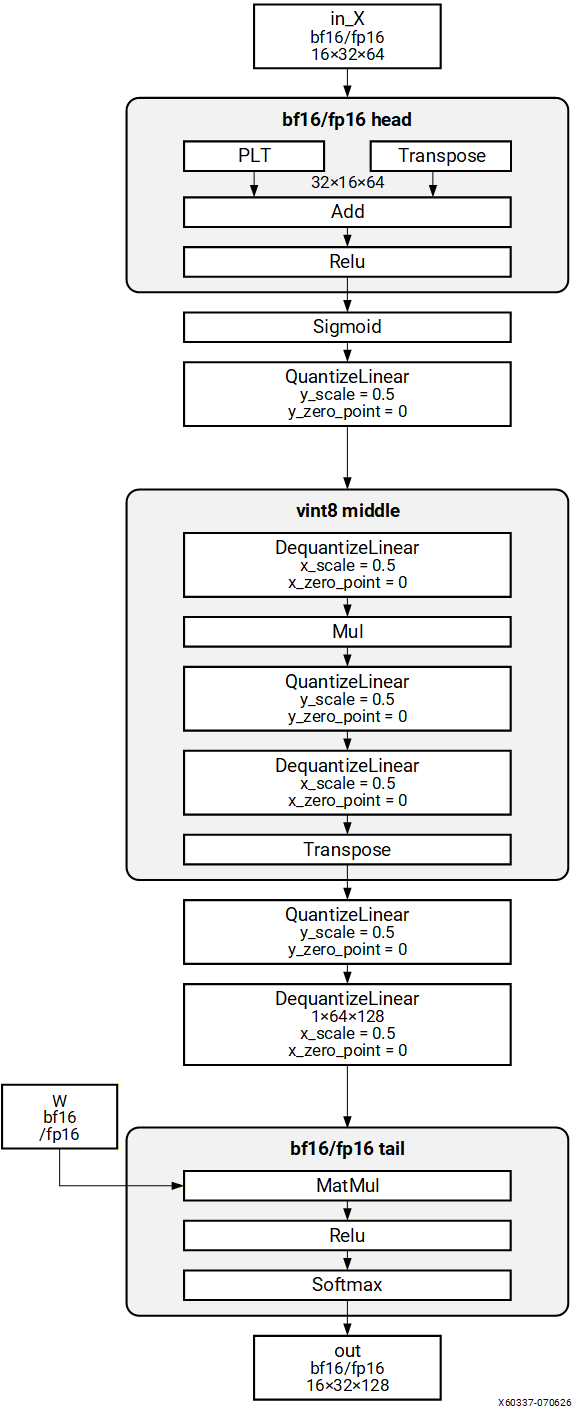 in_X
bf16/fp16
16×32×64
bf16/fp16 head
PLT
Transpose
32×16×64
Add
Relu
Sigmoid
QuantizeLinear
y_scale = 0.5
y_zero_point = 0
vint8 middle
DequantizeLinear
x_scale = 0.5
x_zero_point = 0
Mul
QuantizeLinear
y_scale = 0.5
y_zero_point = 0
DequantizeLinear
x_scale = 0.5
x_zero_point = 0
Transpose
QuantizeLinear
y_scale = 0.5
y_zero_point = 0
DequantizeLinear
1×64×128
x_scale = 0.5
x_zero_point = 0
W
bf16
/fp16
bf16/fp16 tail
MatMul
Relu
Softmax
out
bf16/fp16
16×32×128
X60337-070626